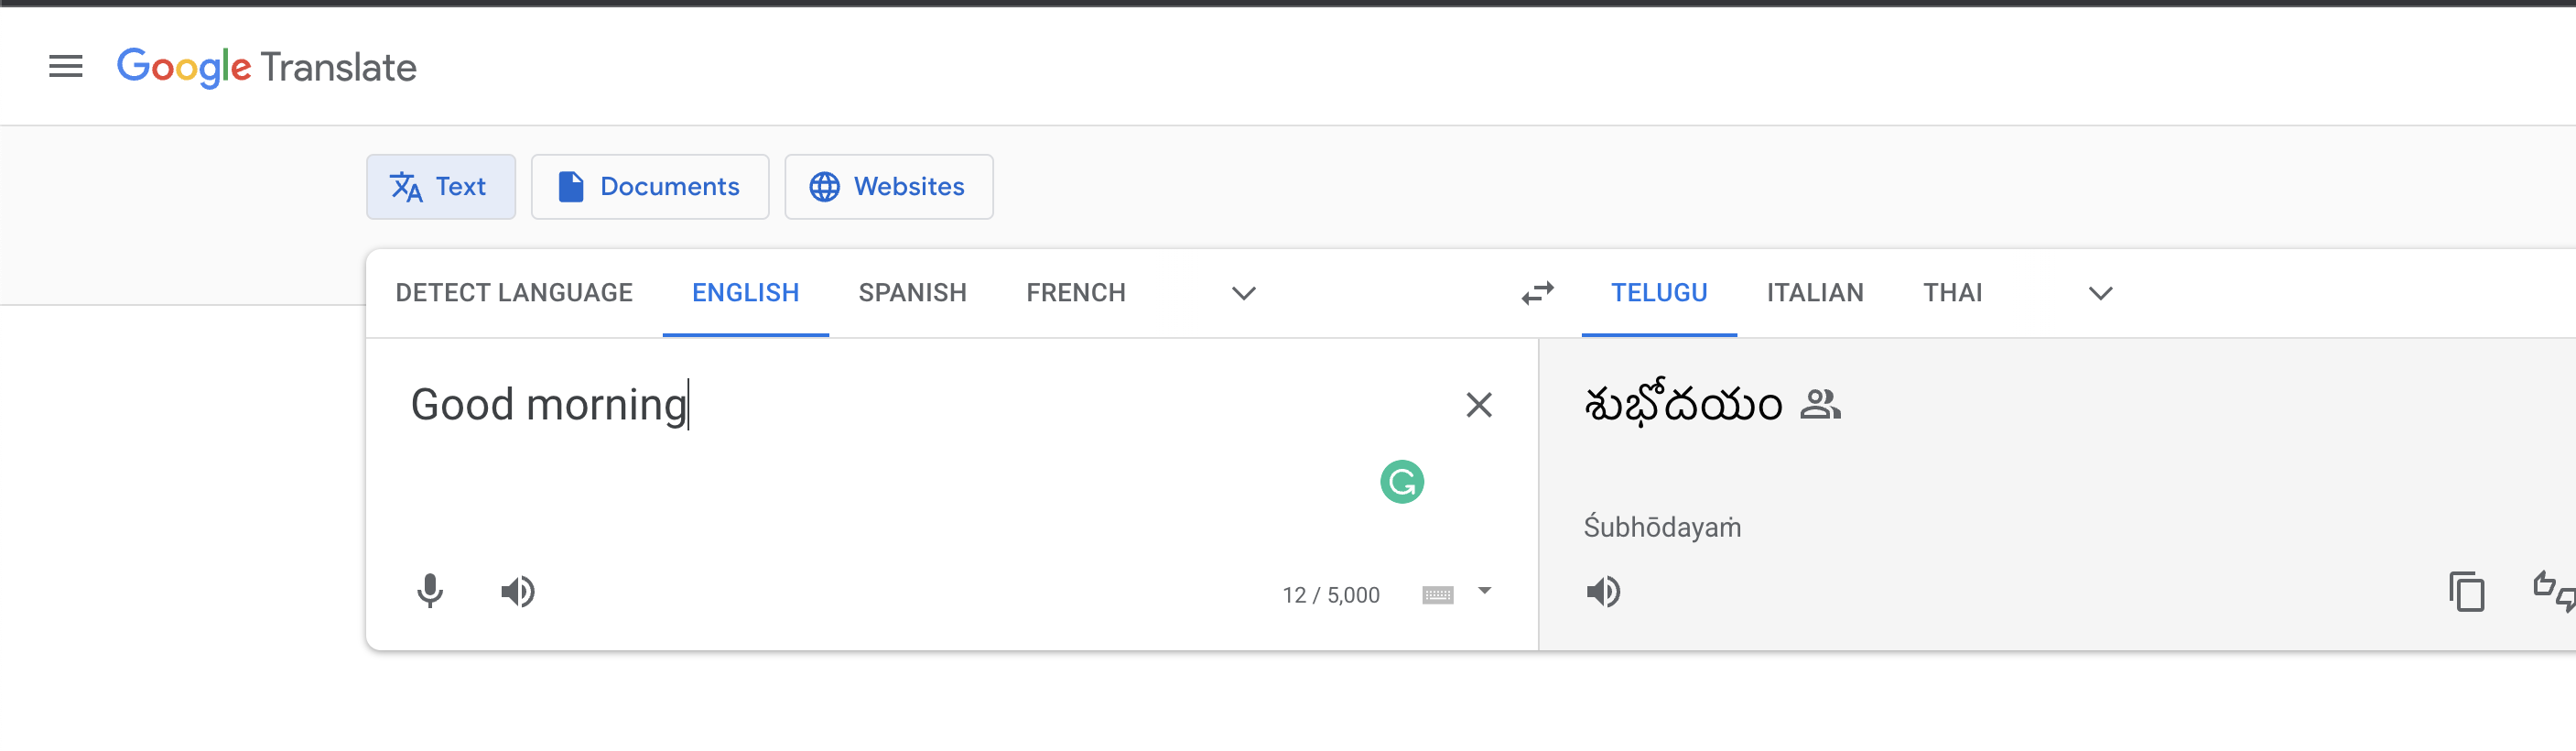 Google Translate
Text Documents Websites
DETECT LANGUAGE ENGLISH SPANISH FRENCH TELUGU ITALIAN THAI
Good morning
శుభోదయం
Śubhōdayaṁ
12 / 5,000